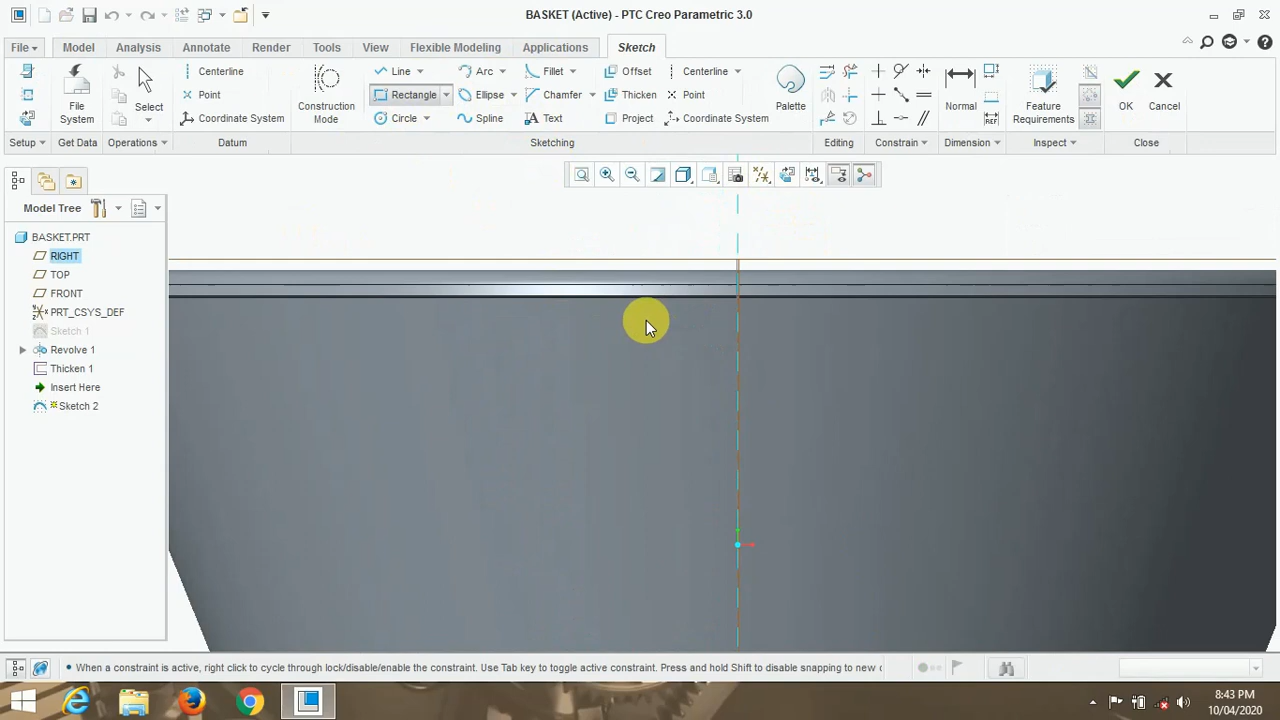 BASKET (Active) - PTC Creo Parametric 3.0
File Model Analysis Annotate Render Tools View Flexible Modeling Applications Sketch
Centerline Line Arc Fillet Offset Centerline
Point Rectangle Ellipse Chamfer Thicken Point
Coordinate System Circle Spline Text Project Coordinate System
File System Select Construction Mode Palette Normal Feature Requirements OK Cancel
Setup Get Data Operations Datum Sketching Editing Constrain Dimension Inspect Close
Model Tree
BASKET.PRT
RIGHT
TOP
FRONT
PRT_CSYS_DEF
Sketch 1
Revolve 1
Thicken 1
Insert Here
Sketch 2
• When a constraint is active, right click to cycle through lock/disable/enable the constraint. Use Tab key to toggle active constraint. Press and hold Shift to disable snapping to new
8:43 PM
10/04/2020